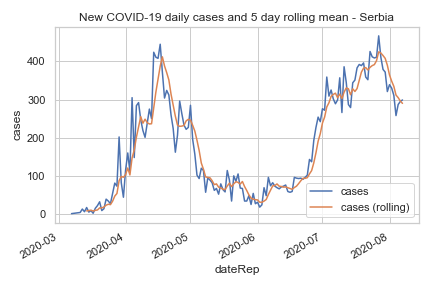 New COVID-19 daily cases and 5 day rolling mean - Serbia
cases
400
300
200
100
0
cases
cases (rolling)
2020-03
2020-04
2020-05
2020-06
2020-07
2020-08
dateRep